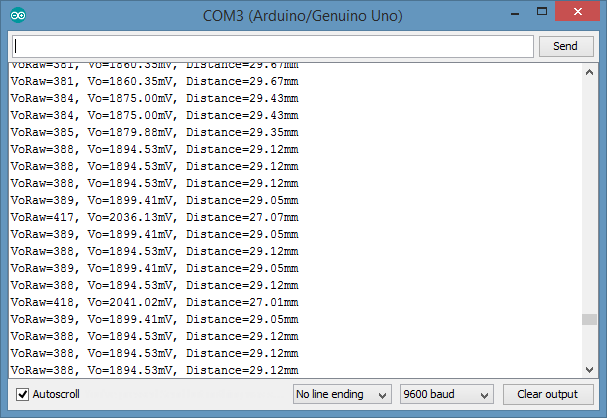 COM3 (Arduino/Genuino Uno)
Send
VoRaw=381, Vo=1860.35mV, Distance=29.67mm
VoRaw=381, Vo=1860.35mV, Distance=29.67mm
VoRaw=384, Vo=1875.00mV, Distance=29.43mm
VoRaw=384, Vo=1875.00mV, Distance=29.43mm
VoRaw=385, Vo=1879.88mV, Distance=29.35mm
VoRaw=388, Vo=1894.53mV, Distance=29.12mm
VoRaw=388, Vo=1894.53mV, Distance=29.12mm
VoRaw=388, Vo=1894.53mV, Distance=29.12mm
VoRaw=389, Vo=1899.41mV, Distance=29.05mm
VoRaw=417, Vo=2036.13mV, Distance=27.07mm
VoRaw=389, Vo=1899.41mV, Distance=29.05mm
VoRaw=388, Vo=1894.53mV, Distance=29.12mm
VoRaw=389, Vo=1899.41mV, Distance=29.05mm
VoRaw=388, Vo=1894.53mV, Distance=29.12mm
VoRaw=418, Vo=2041.02mV, Distance=27.01mm
VoRaw=389, Vo=1899.41mV, Distance=29.05mm
VoRaw=388, Vo=1894.53mV, Distance=29.12mm
VoRaw=388, Vo=1894.53mV, Distance=29.12mm
VoRaw=388, Vo=1894.53mV, Distance=29.12mm
Autoscroll
No line ending
9600 baud
Clear output